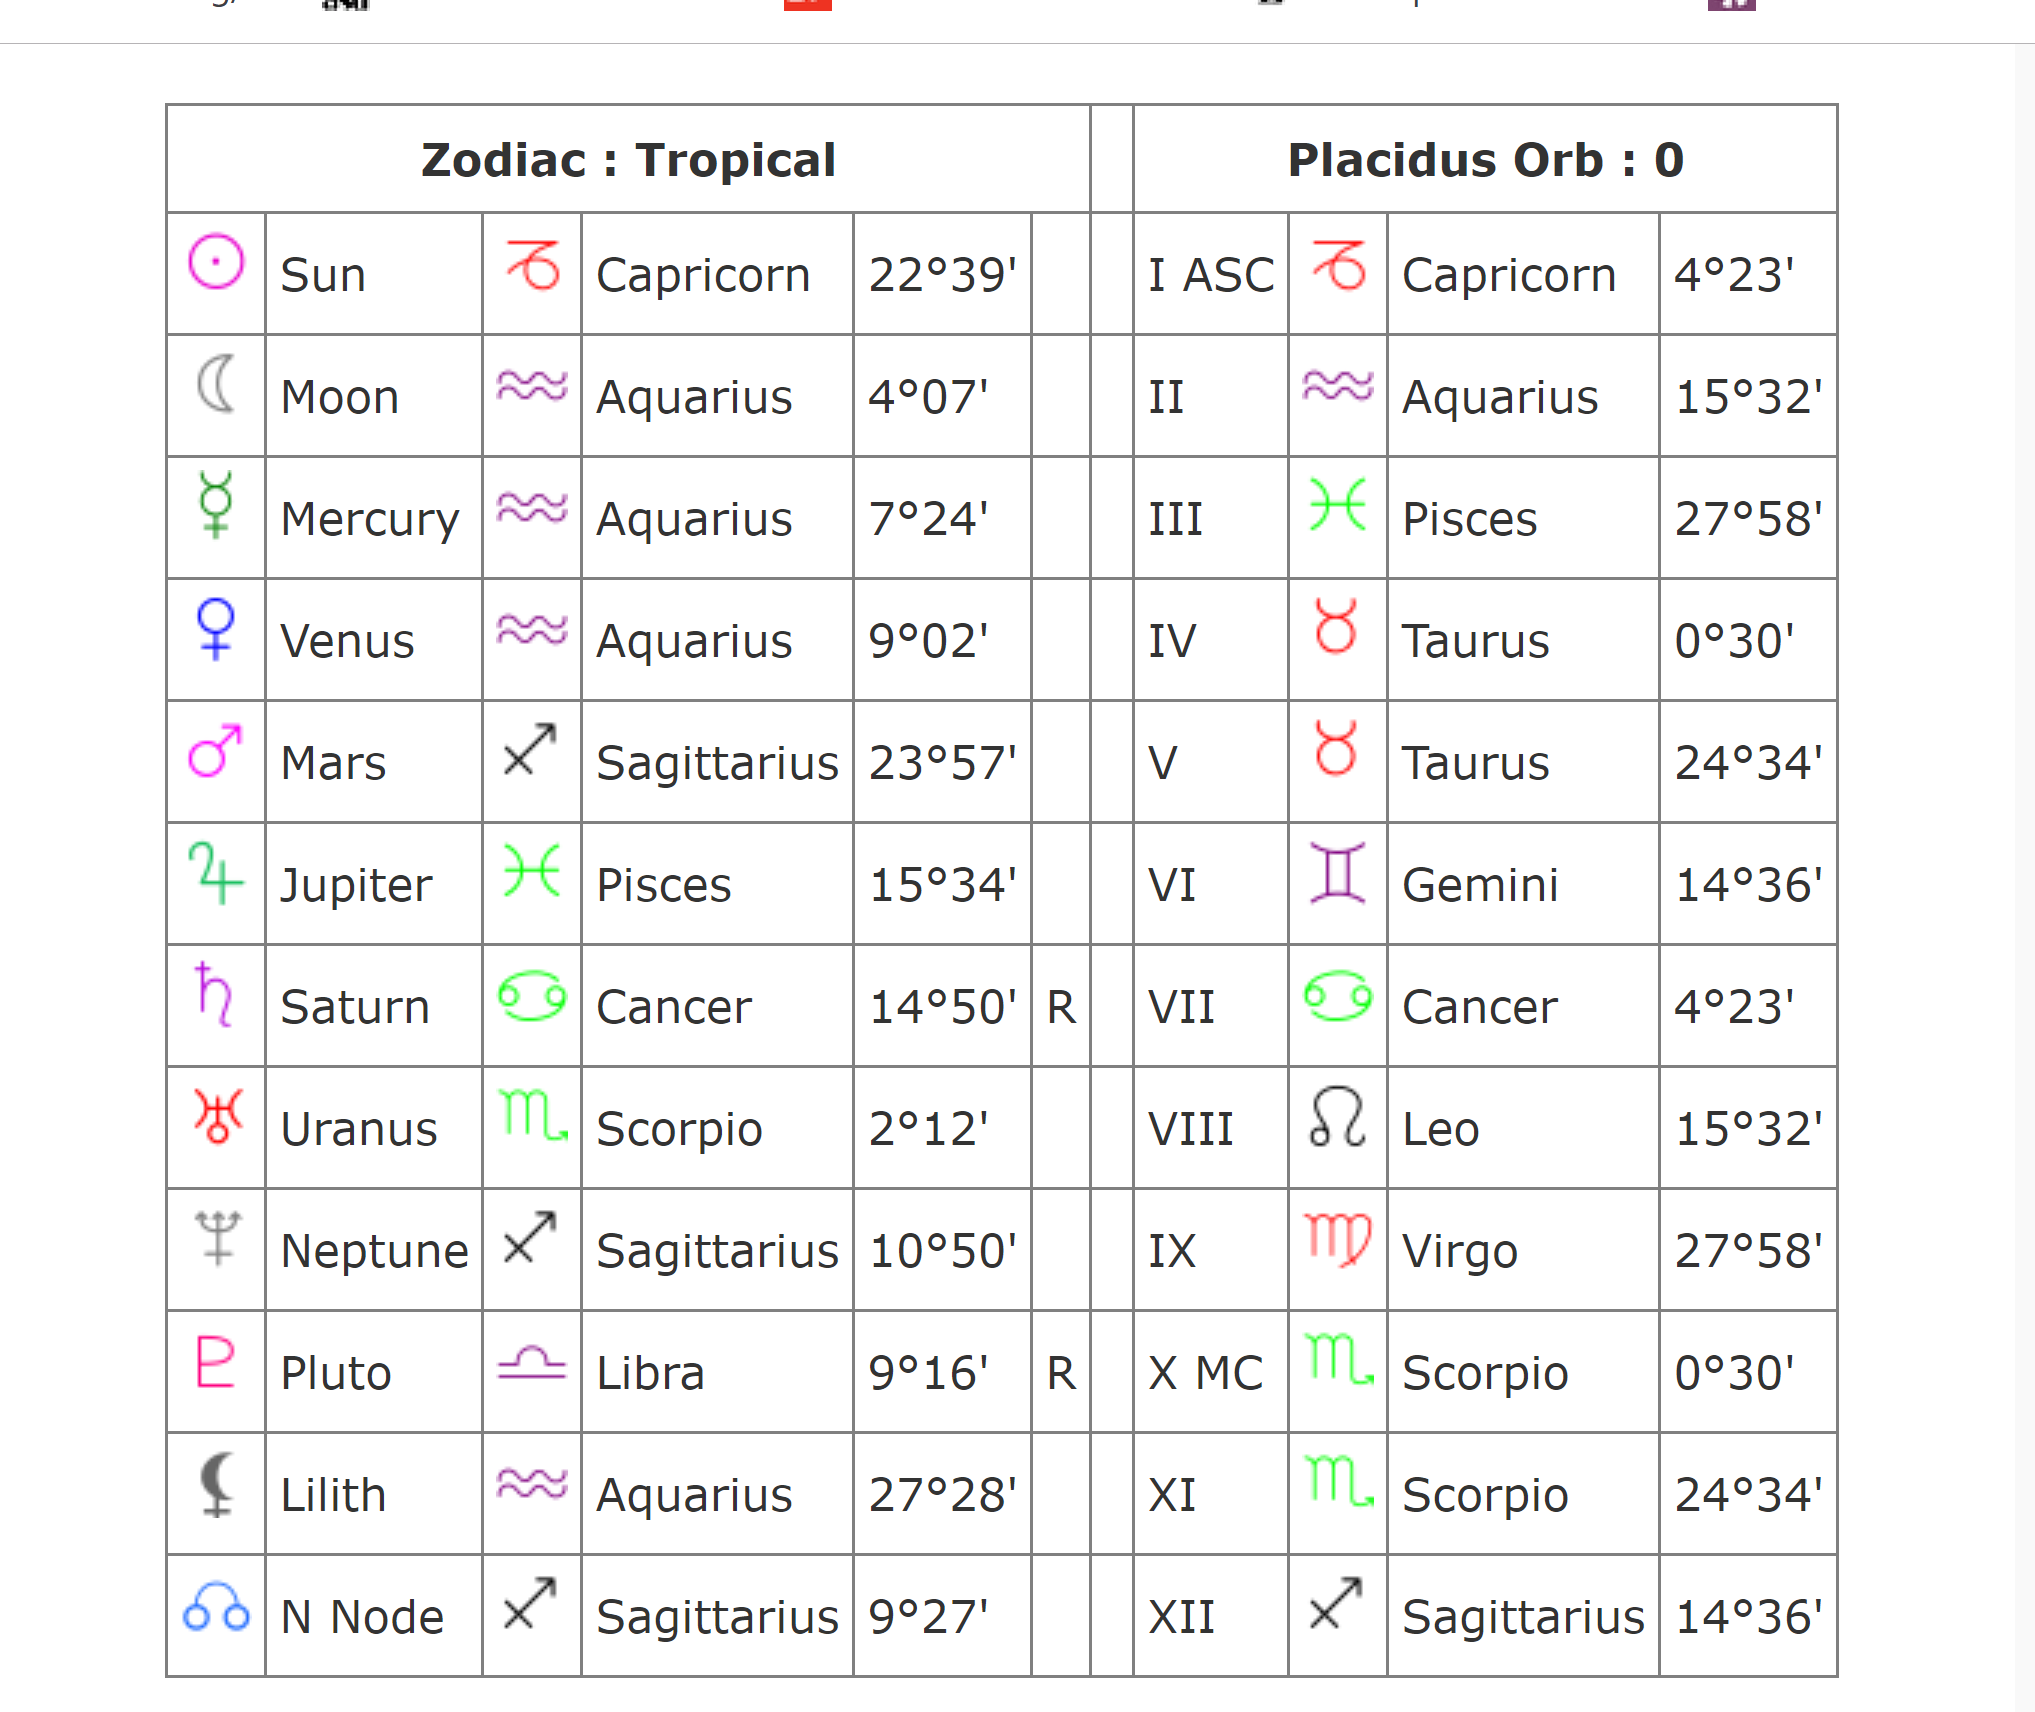 Zodiac : Tropical Placidus Orb : 0
Sun Capricorn 22°39' I ASC Capricorn 4°23'
Moon Aquarius 4°07' II Aquarius 15°32'
Mercury Aquarius 7°24' III Pisces 27°58'
Venus Aquarius 9°02' IV Taurus 0°30'
Mars Sagittarius 23°57' V Taurus 24°34'
Jupiter Pisces 15°34' VI Gemini 14°36'
Saturn Cancer 14°50' R VII Cancer 4°23'
Uranus Scorpio 2°12' VIII Leo 15°32'
Neptune Sagittarius 10°50' IX Virgo 27°58'
Pluto Libra 9°16' R X MC Scorpio 0°30'
Lilith Aquarius 27°28' XI Scorpio 24°34'
N Node Sagittarius 9°27' XII Sagittarius 14°36'